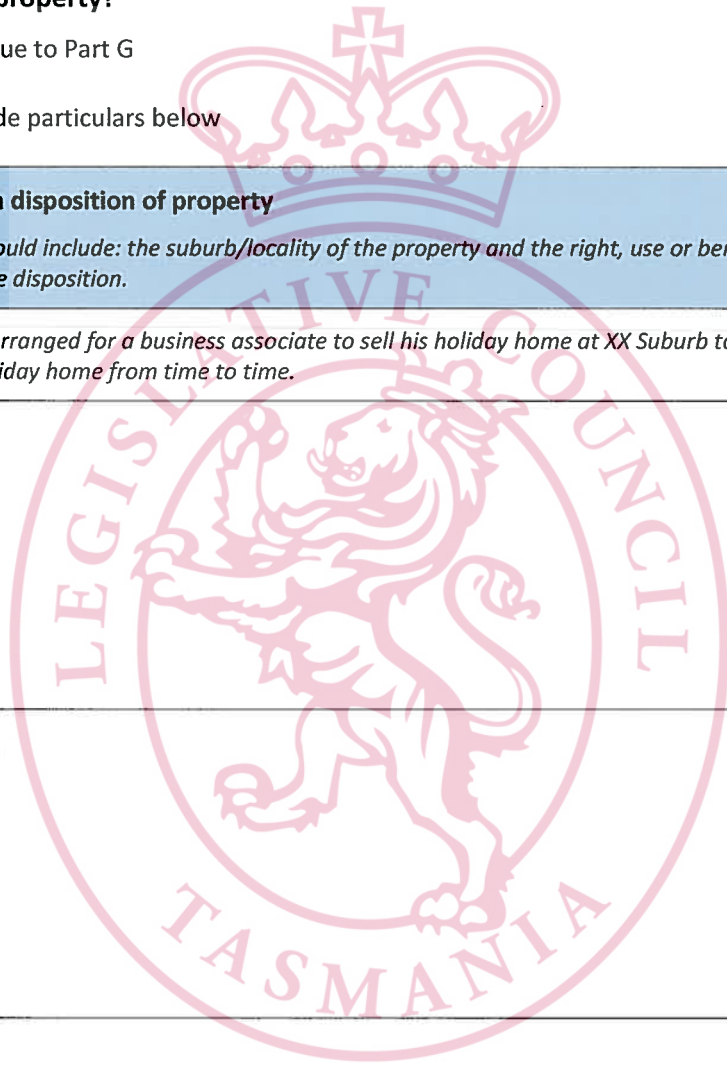 property?
ue to Part G
de particulars below
disposition of property
ould include: the suburb/locality of the property and the right, use or
e disposition.
rranged for a business associate to sell his holiday home at XX Suburb
iday home from time to time.
LEGISLATIVE COUNCIL
TASMANIA